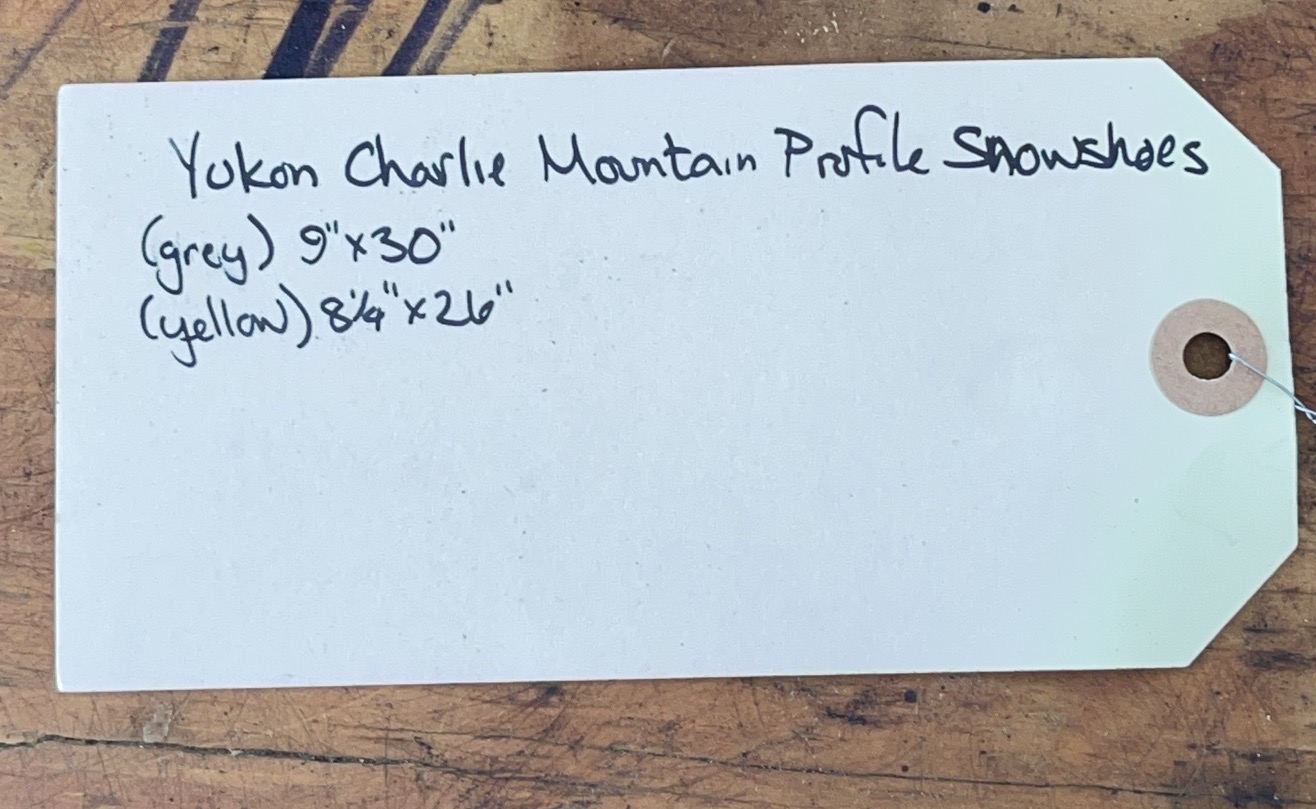 Yukon Charlie Mountain Profile Snowshoes
(grey) 9"x30"
(yellow) 8¼"x26"